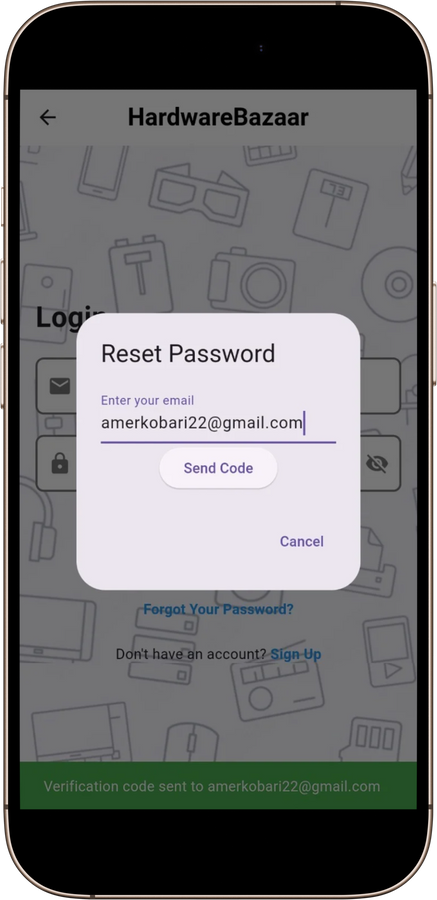 HardwareBazaar
Login
Reset Password
Enter your email
amerkobari22@gmail.com
Send Code
Cancel
Forgot Your Password?
Don't have an account? Sign Up
Verification code sent to amerkobari22@gmail.com